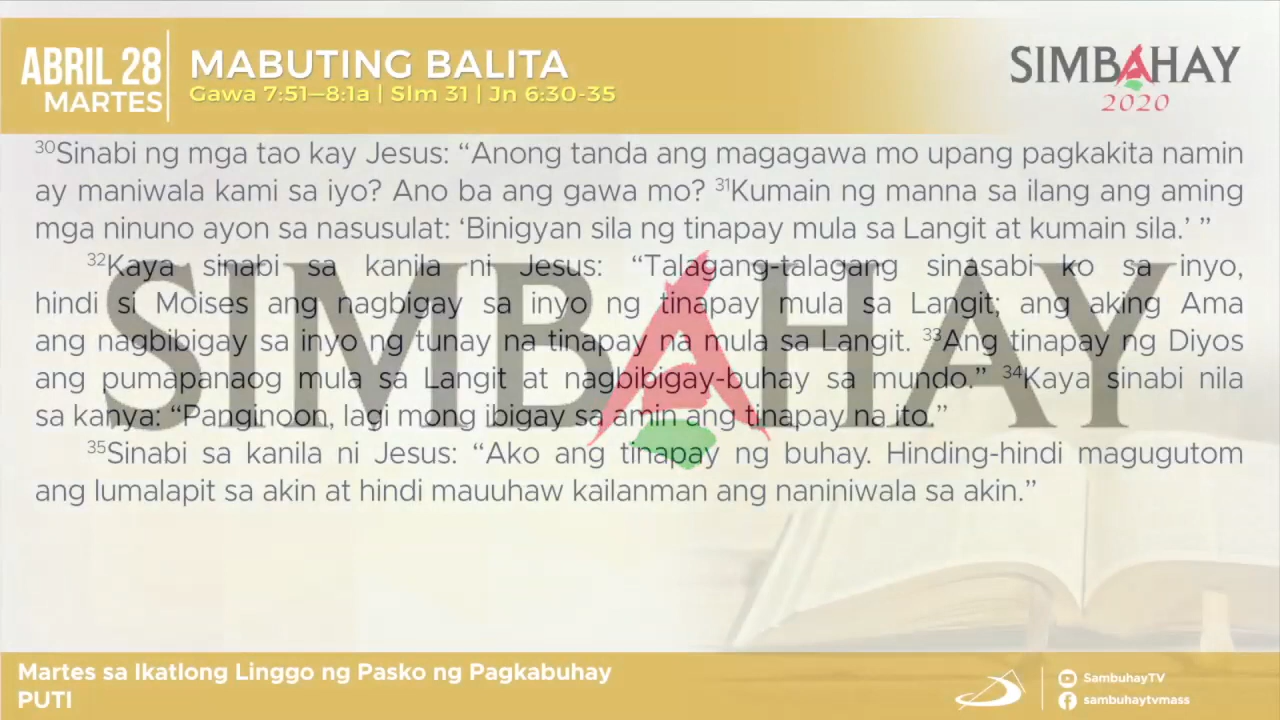 ABRIL 28
MARTES
MABUTING BALITA
Gawa 7:51—8:1a | Slm 31 | Jn 6:30-35
SIMBAHAY
2020
30Sinabi ng mga tao kay Jesus: “Anong tanda ang magagawa mo upang pagkakita namin
ay maniwala kami sa iyo? Ano ba ang gawa mo? 31Kumain ng manna sa ilang ang aming
mga ninuno ayon sa nasusulat: ‘Binigyan sila ng tinapay mula sa Langit at kumain sila.’ ”
32Kaya sinabi sa kanila ni Jesus: “Talagang-talagang sinasabi ko sa inyo,
hindi si Moises ang nagbigay sa inyo ng tinapay mula sa Langit; ang aking Ama
ang nagbibigay sa inyo ng tunay na tinapay na mula sa Langit. 33Ang tinapay ng Diyos
ang pumapanaog mula sa Langit at nagbibigay-buhay sa mundo.” 34Kaya sinabi nila
sa kanya: “Panginoon, lagi mong ibigay sa amin ang tinapay na ito.”
35Sinabi sa kanila ni Jesus: “Ako ang tinapay ng buhay. Hinding-hindi magugutom
ang lumalapit sa akin at hindi mauuhaw kailanman ang naniniwala sa akin.”
SIMBAHAY
Martes sa Ikatlong Linggo ng Pasko ng Pagkabuhay
PUTI
SambuhayTV
sambuhaytvmass